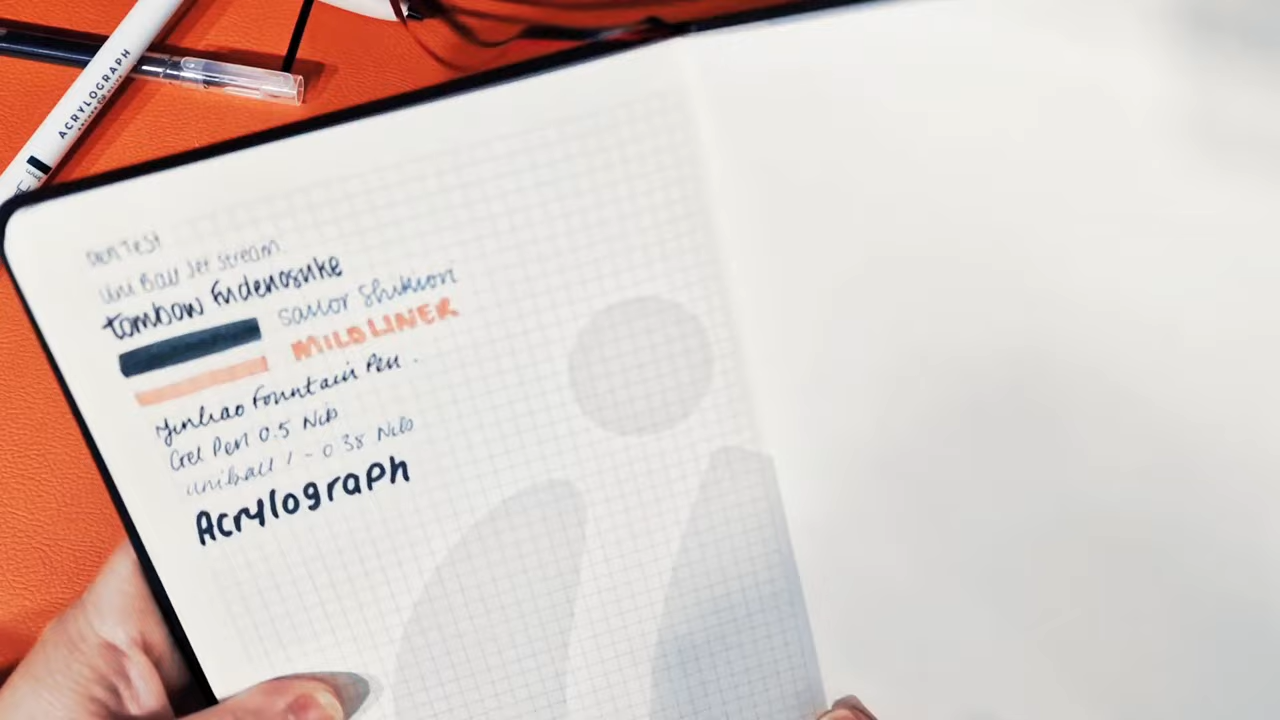 ACRYLOGRAPH
Pen Test
Uni Ball Jet Stream
tombow Fudenosuke
sailor Shikiori
MILDLINER
Jinhao Fountain Pen.
Gel Pen 0.5 Nib
uniball 1 - 0.38 Nib
Acrylograph